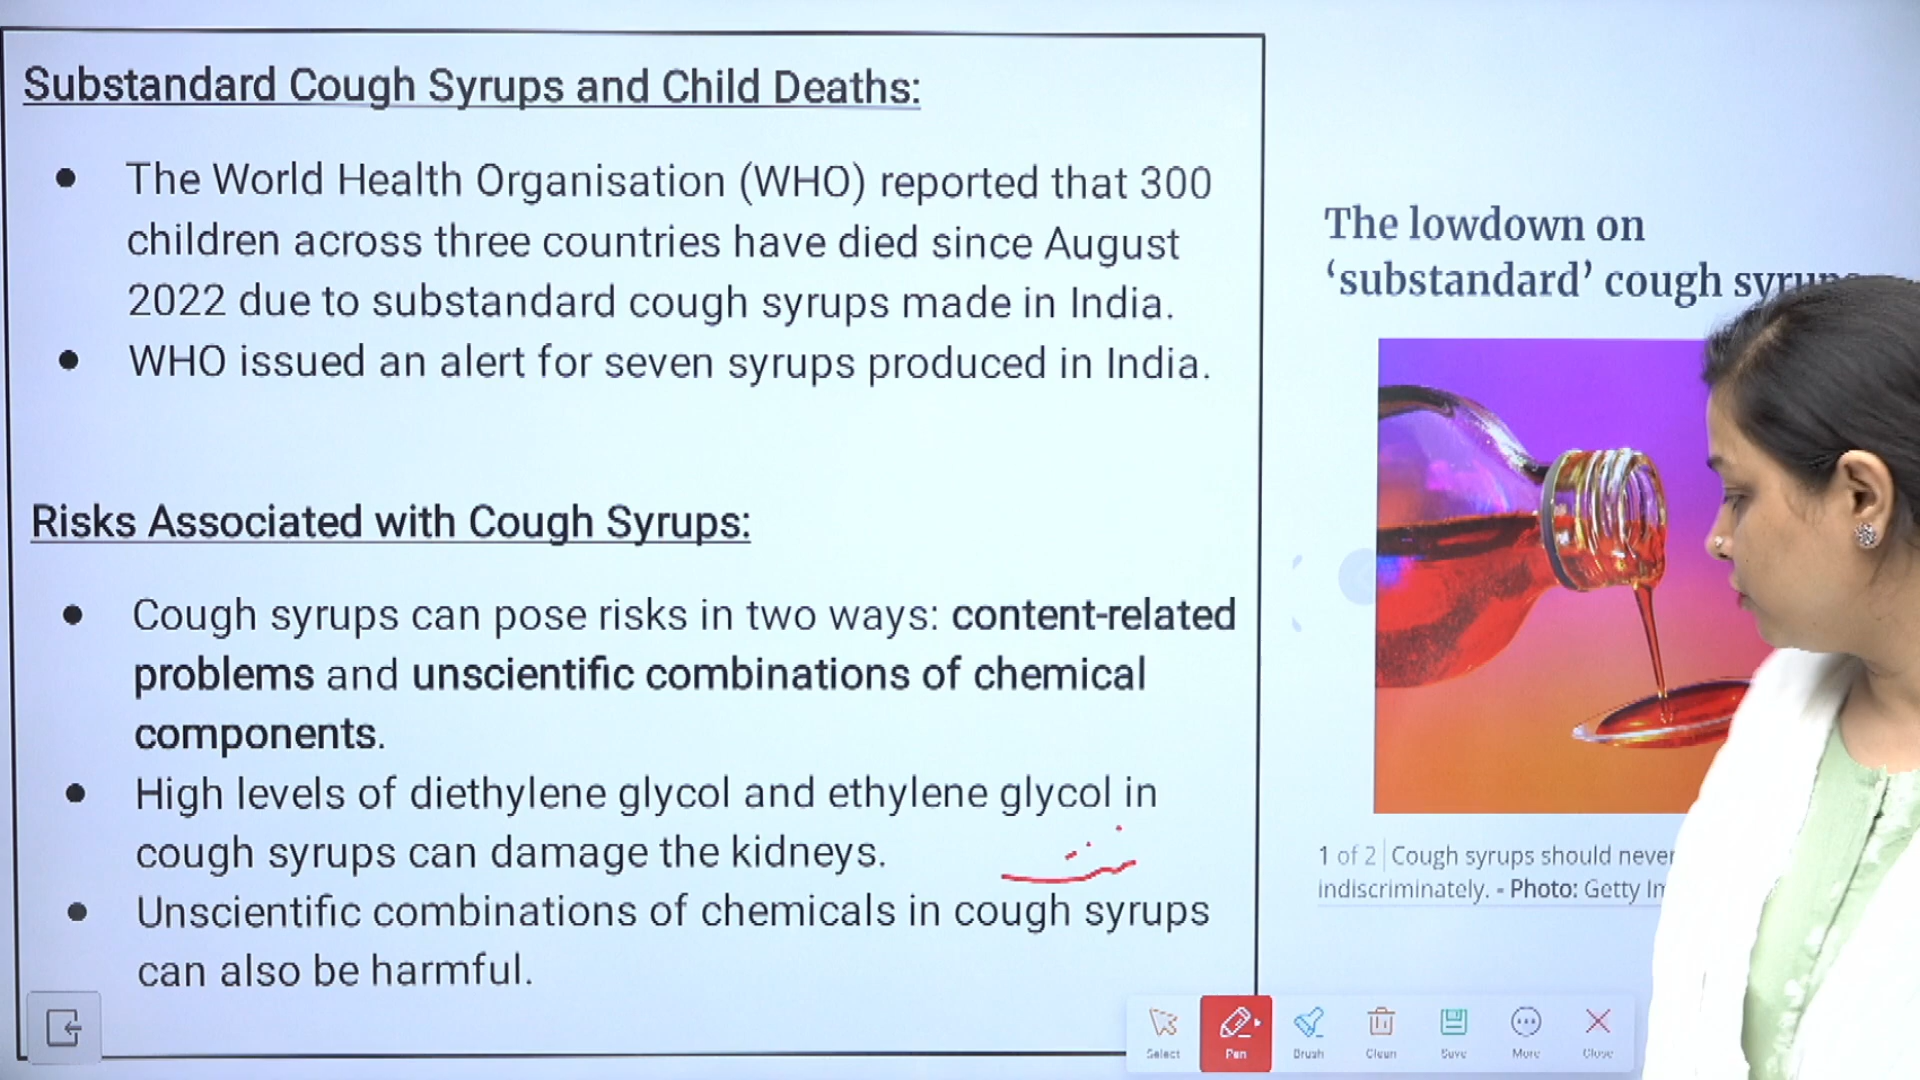 Substandard Cough Syrups and Child Deaths:
● The World Health Organisation (WHO) reported that 300
children across three countries have died since August
2022 due to substandard cough syrups made in India.
● WHO issued an alert for seven syrups produced in India.
Risks Associated with Cough Syrups:
● Cough syrups can pose risks in two ways: content-related
problems and unscientific combinations of chemical
components.
● High levels of diethylene glycol and ethylene glycol in
cough syrups can damage the kidneys.
● Unscientific combinations of chemicals in cough syrups
can also be harmful.
The lowdown on
‘substandard’ cough syrups
1 of 2 | Cough syrups should never
indiscriminately. - Photo: Getty
Select Pen Brush Clean Save More Close